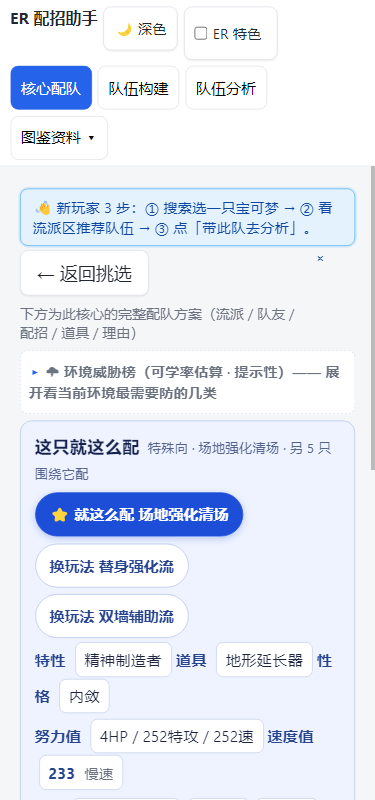 ER 配招助手
🌙 深色
ER 特色
核心配队
队伍构建
队伍分析
图鉴资料 ▾
👋 新玩家 3 步：① 搜索选一只宝可梦 → ② 看
流派区推荐队伍 → ③ 点「带此队去分析」。
×
← 返回挑选
下方为此核心的完整配队方案（流派 / 队友 /
配招 / 道具 / 理由）
▸ 🌩 环境威胁榜（可学率估算 · 提示性）—— 展
开看当前环境最需要防的几类
这只就这么配 特殊向 · 场地强化清场 · 另 5 只
围绕它配
⭐ 就这么配 场地强化清场
换玩法 替身强化流
换玩法 双墙辅助流
特性 精神制造者 道具 地形延长器 性
格 内敛
努力值 4HP / 252特攻 / 252速 速度值
233 慢速